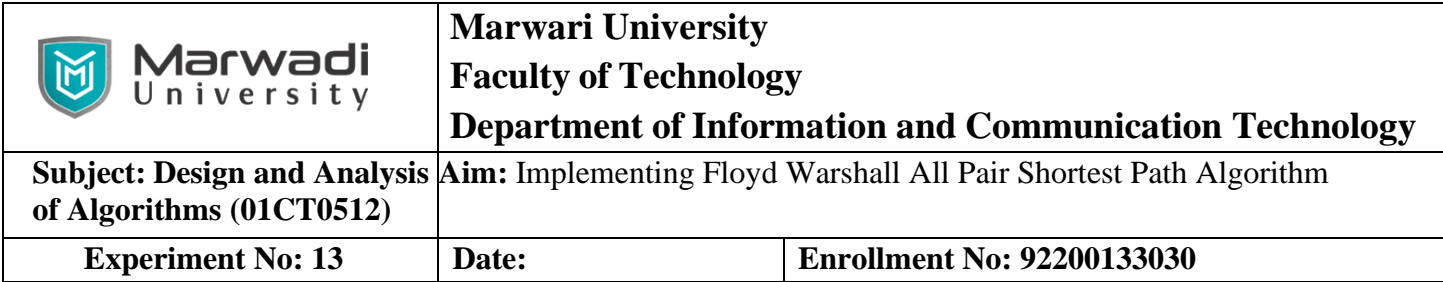 Marwadi
University
Marwari University
Faculty of Technology
Department of Information and Communication Technology
Subject: Design and Analysis
of Algorithms (01CT0512)
Aim: Implementing Floyd Warshall All Pair Shortest Path Algorithm
Experiment No: 13
Date:
Enrollment No: 92200133030